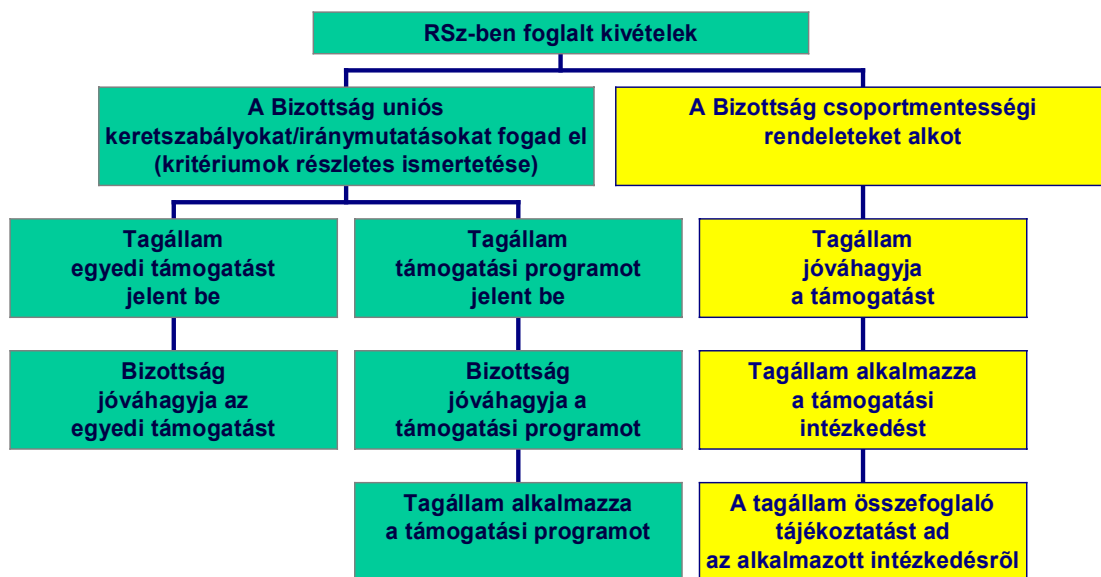 RSz-ben foglalt kivételek
A Bizottság uniós
keretszabályokat/iránymutatásokat fogad el
(kritériumok részletes ismertetése)
A Bizottság csoportmentességi
rendeleteket alkot
Tagállam
egyedi támogatást
jelent be
Tagállam
támogatási programot
jelent be
Tagállam
jóváhagyja
a támogatást
Bizottság
jóváhagyja az
egyedi támogatást
Bizottság
jóváhagyja a
támogatási programot
Tagállam alkalmazza
a támogatási
intézkedést
Tagállam alkalmazza
a támogatási programot
A tagállam összefoglaló
tájékoztatást ad
az alkalmazott intézkedésrõl